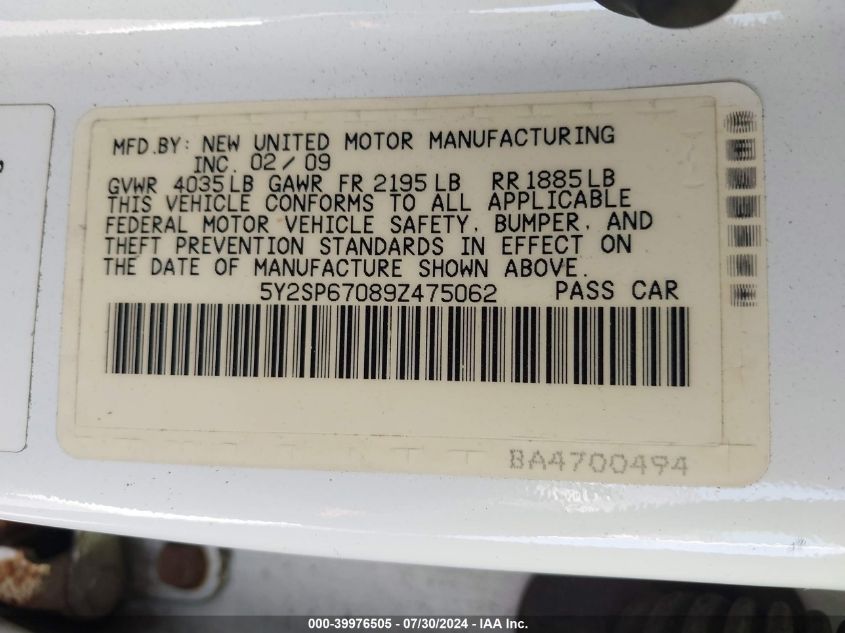 MFD.BY: NEW UNITED MOTOR MANUFACTURING
INC. 02/09
GVWR 4035LB GAWR FR 2195LB RR 1885LB
THIS VEHICLE CONFORMS TO ALL APPLICABLE
FEDERAL MOTOR VEHICLE SAFETY, BUMPER, AND
THEFT PREVENTION STANDARDS IN EFFECT ON
THE DATE OF MANUFACTURE SHOWN ABOVE.
5Y2SP67089Z475062 PASS CAR
BA4700494
000-39976505 / 07/30/2024 - IAA Inc.